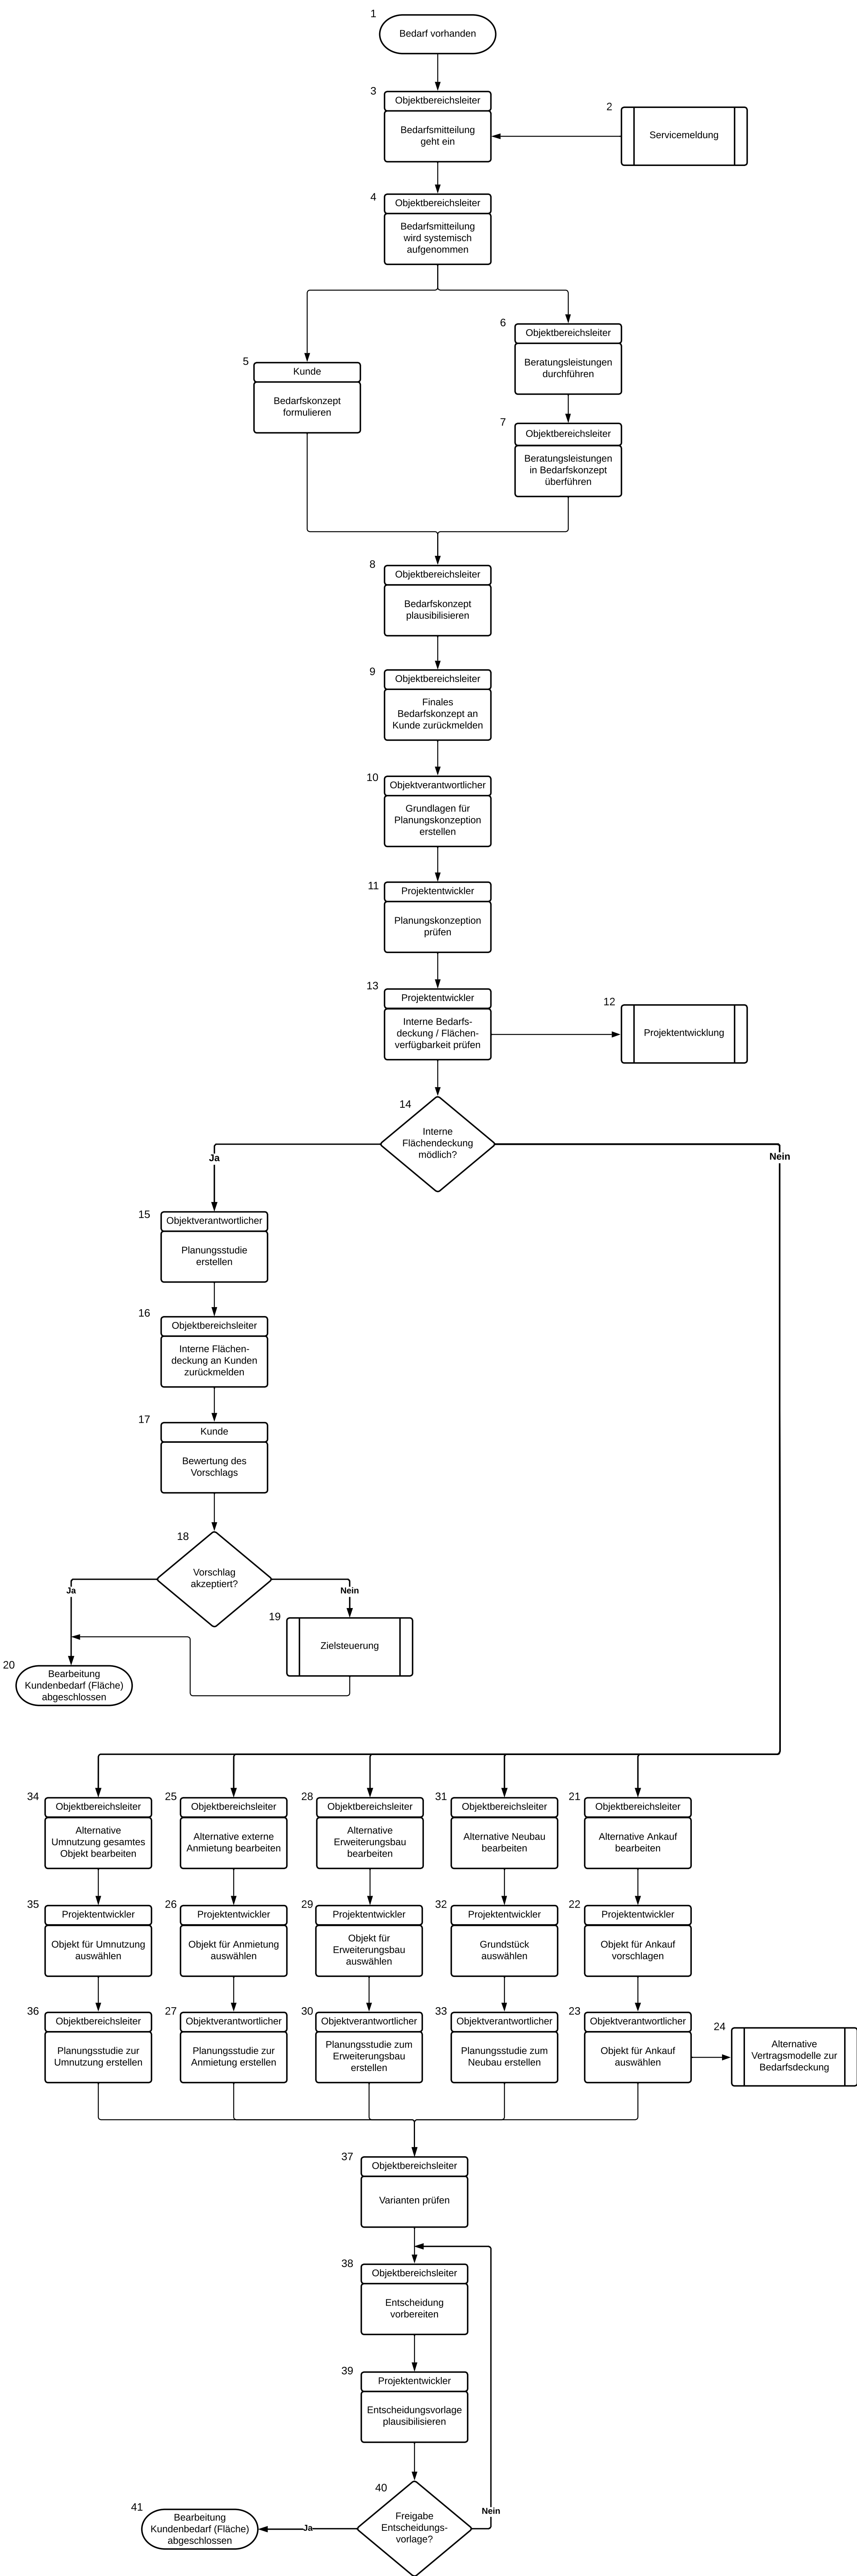 1
Bedarf vorhanden
3
Objektbereichsleiter
Bedarfsmitteilung
geht ein
2
Servicemeldung
4
Objektbereichsleiter
Bedarfsmitteilung
wird systemisch
aufgenommen
6
Objektbereichsleiter
Beratungsleistungen
durchführen
5
Kunde
Bedarfskonzept
formulieren
7
Objektbereichsleiter
Beratungsleistungen
in Bedarfskonzept
überführen
8
Objektbereichsleiter
Bedarfskonzept
plausibilisieren
9
Objektbereichsleiter
Finales
Bedarfskonzept an
Kunde zurückmelden
10
Objektverantwortlicher
Grundlagen für
Planungskonzeption
erstellen
11
Projektentwickler
Planungskonzeption
prüfen
13
Projektentwickler
Interne Bedarfs-
deckung / Flächen-
verfügbarkeit prüfen
12
Projektentwicklung
14
Interne
Flächendeckung
mödlich?
Ja
Nein
15
Objektverantwortlicher
Planungsstudie
erstellen
16
Objektbereichsleiter
Interne Flächen-
deckung an Kunden
zurückmelden
17
Kunde
Bewertung des
Vorschlags
18
Vorschlag
akzeptiert?
Ja
Nein
19
Zielsteuerung
20
Bearbeitung
Kundenbedarf (Fläche)
abgeschlossen
34
Objektbereichsleiter
Alternative
Umnutzung gesamtes
Objekt bearbeiten
25
Objektbereichsleiter
Alternative externe
Anmietung bearbeiten
28
Objektbereichsleiter
Alternative
Erweiterungsbau
bearbeiten
31
Objektbereichsleiter
Alternative Neubau
bearbeiten
21
Objektbereichsleiter
Alternative Ankauf
bearbeiten
35
Projektentwickler
Objekt für Umnutzung
auswählen
26
Projektentwickler
Objekt für Anmietung
auswählen
29
Projektentwickler
Objekt für
Erweiterungsbau
auswählen
32
Projektentwickler
Grundstück
auswählen
22
Projektentwickler
Objekt für Ankauf
vorschlagen
36
Objektbereichsleiter
Planungsstudie zur
Umnutzung erstellen
27
Objektverantwortlicher
Planungsstudie zur
Anmietung erstellen
30
Objektverantwortlicher
Planungsstudie zum
Erweiterungsbau
erstellen
33
Objektverantwortlicher
Planungsstudie zum
Neubau erstellen
23
Objektverantwortlicher
Objekt für Ankauf
auswählen
24
Alternative
Vertragsmodelle zur
Bedarfsdeckung
37
Objektbereichsleiter
Varianten prüfen
38
Objektbereichsleiter
Entscheidung
vorbereiten
39
Projektentwickler
Entscheidungsvorlage
plausibilisieren
40
Freigabe
Entscheidungs-
vorlage?
Nein
Ja
41
Bearbeitung
Kundenbedarf (Fläche)
abgeschlossen